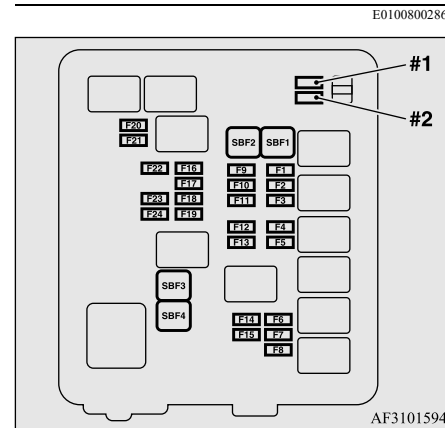 E0100800286
#1
#2
F20
F21
SBF2 SBF1
F22 F16
F17
F23 F18
F24 F19
F9 F1
F10 F2
F11 F3
F12 F4
F13 F5
SBF3
SBF4
F14 F6
F15 F7
F8
AF3101594